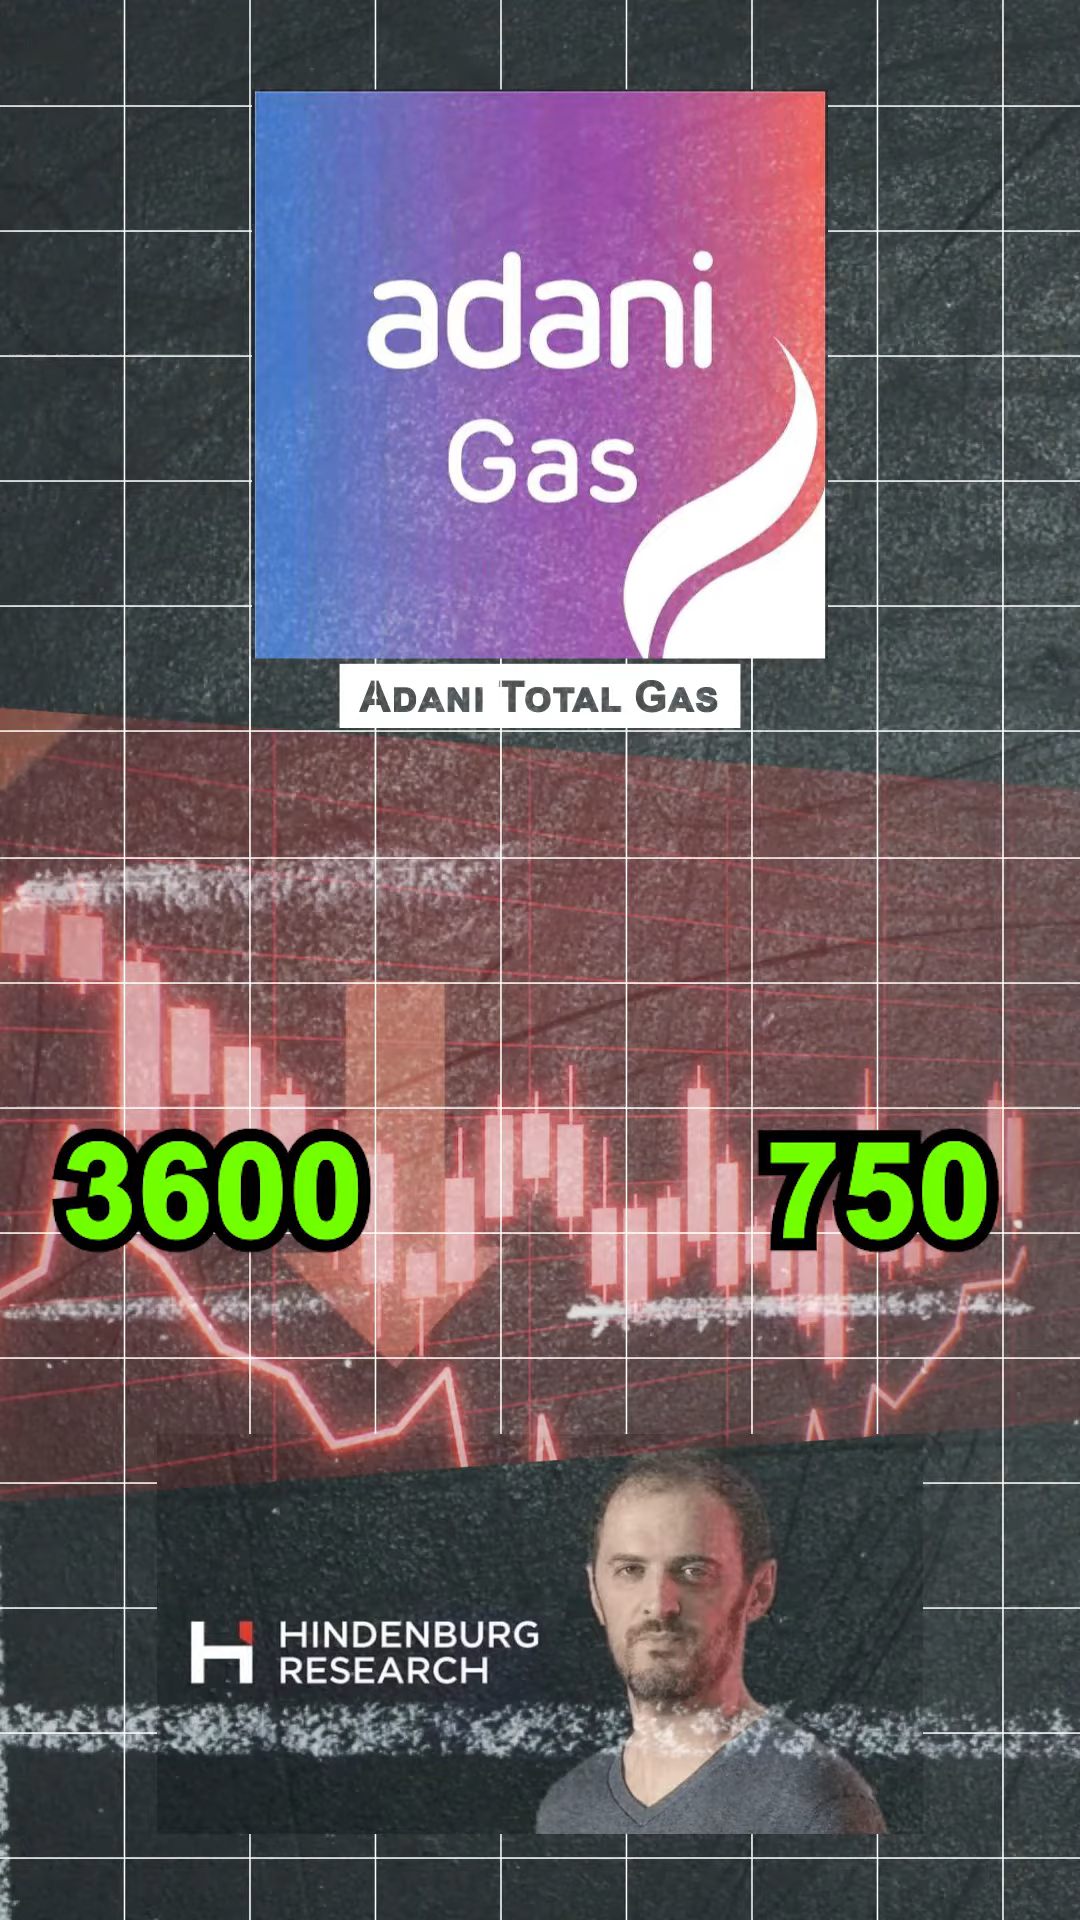 adani
Gas
ADANI TOTAL GAS
3600
750
HINDENBURG
RESEARCH